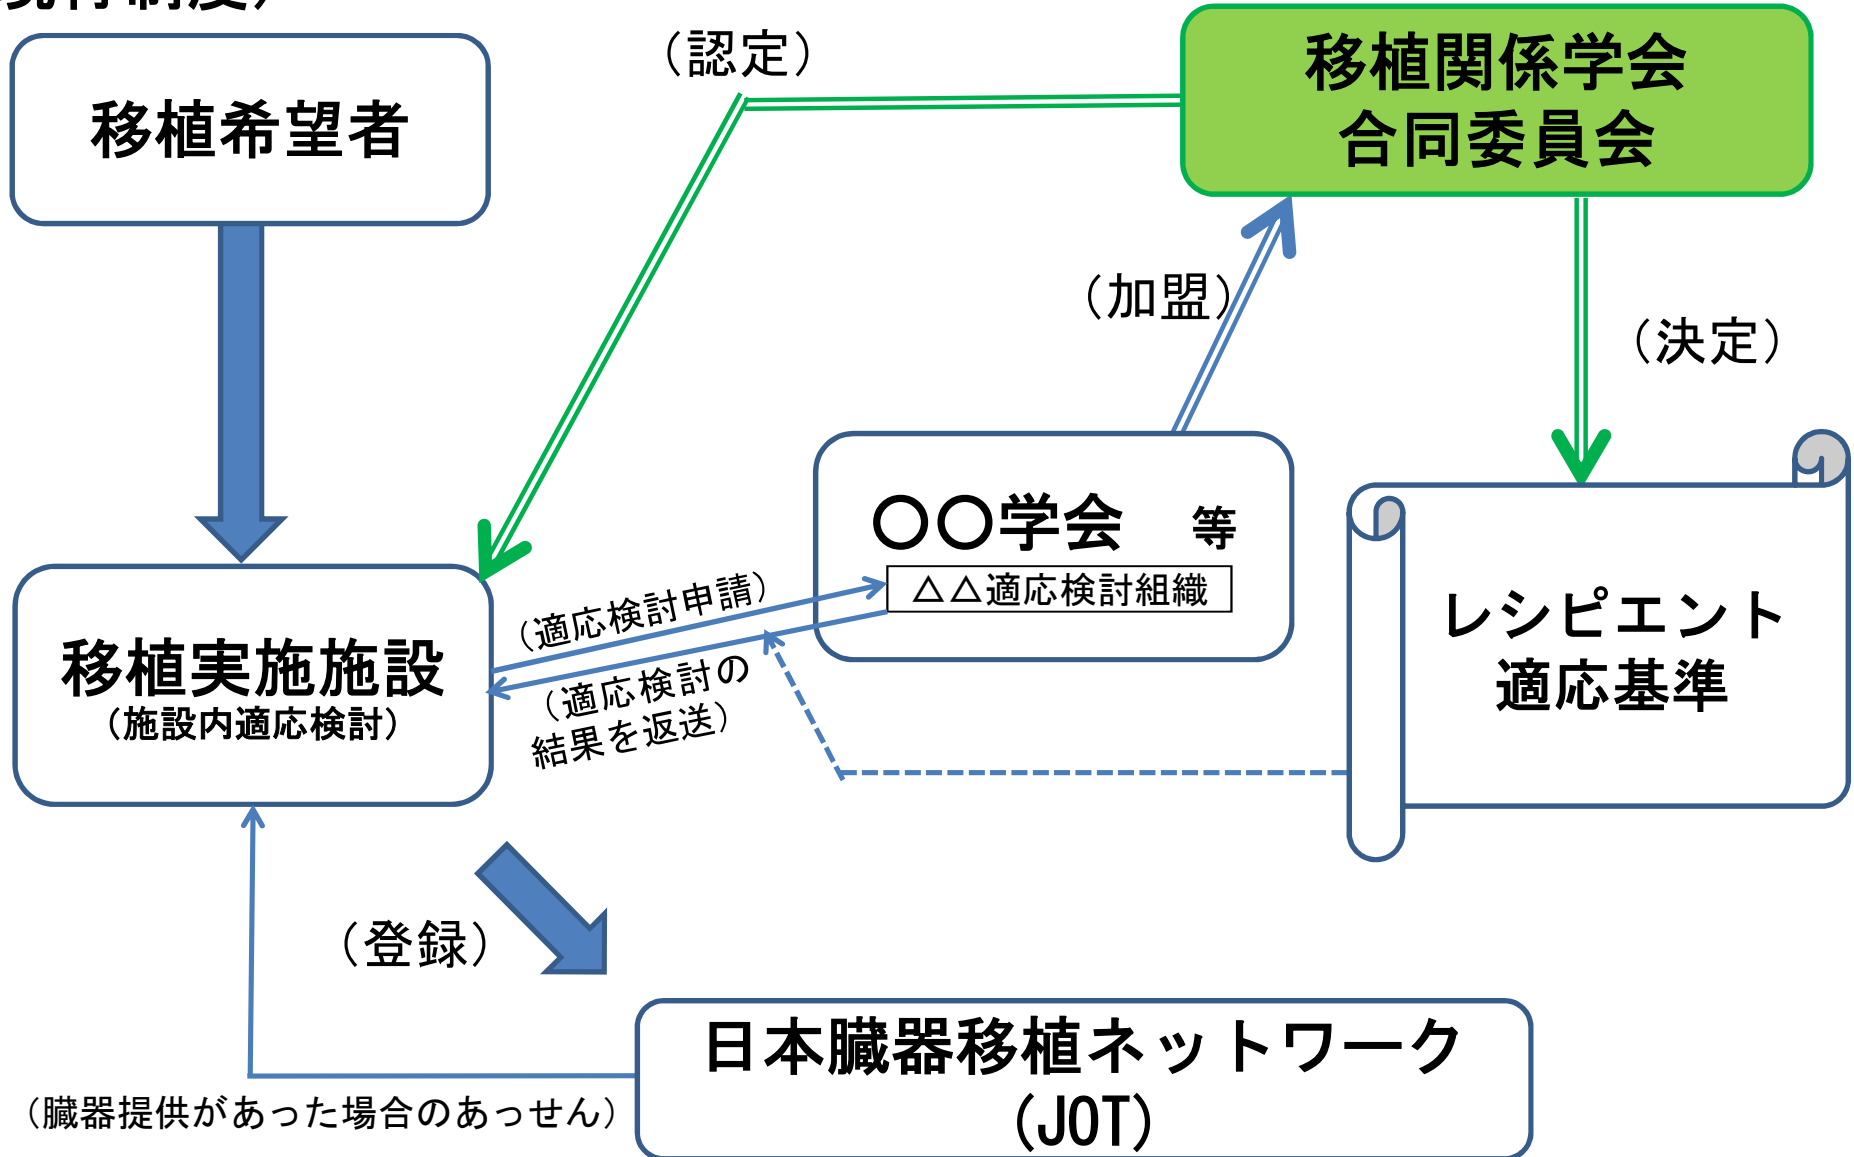 現行制度）
移植希望者
（認定）
移植関係学会
合同委員会
（加盟）
（決定）
〇〇学会　等
△△適応検討組織
（適応検討申請）
（適応検討の
結果を返送）
レシピエント
適応基準
移植実施施設
（施設内適応検討）
（登録）
日本臓器移植ネットワーク
（JOT）
（臓器提供があった場合のあっせん）